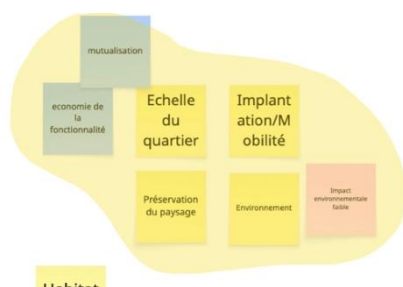 mutualisation
economie de
la
fonctionnalité
Echelle
du
quartier
Implant
ation/M
obilité
Préservation
du paysage
Environnement
Impact
environnementale
faible